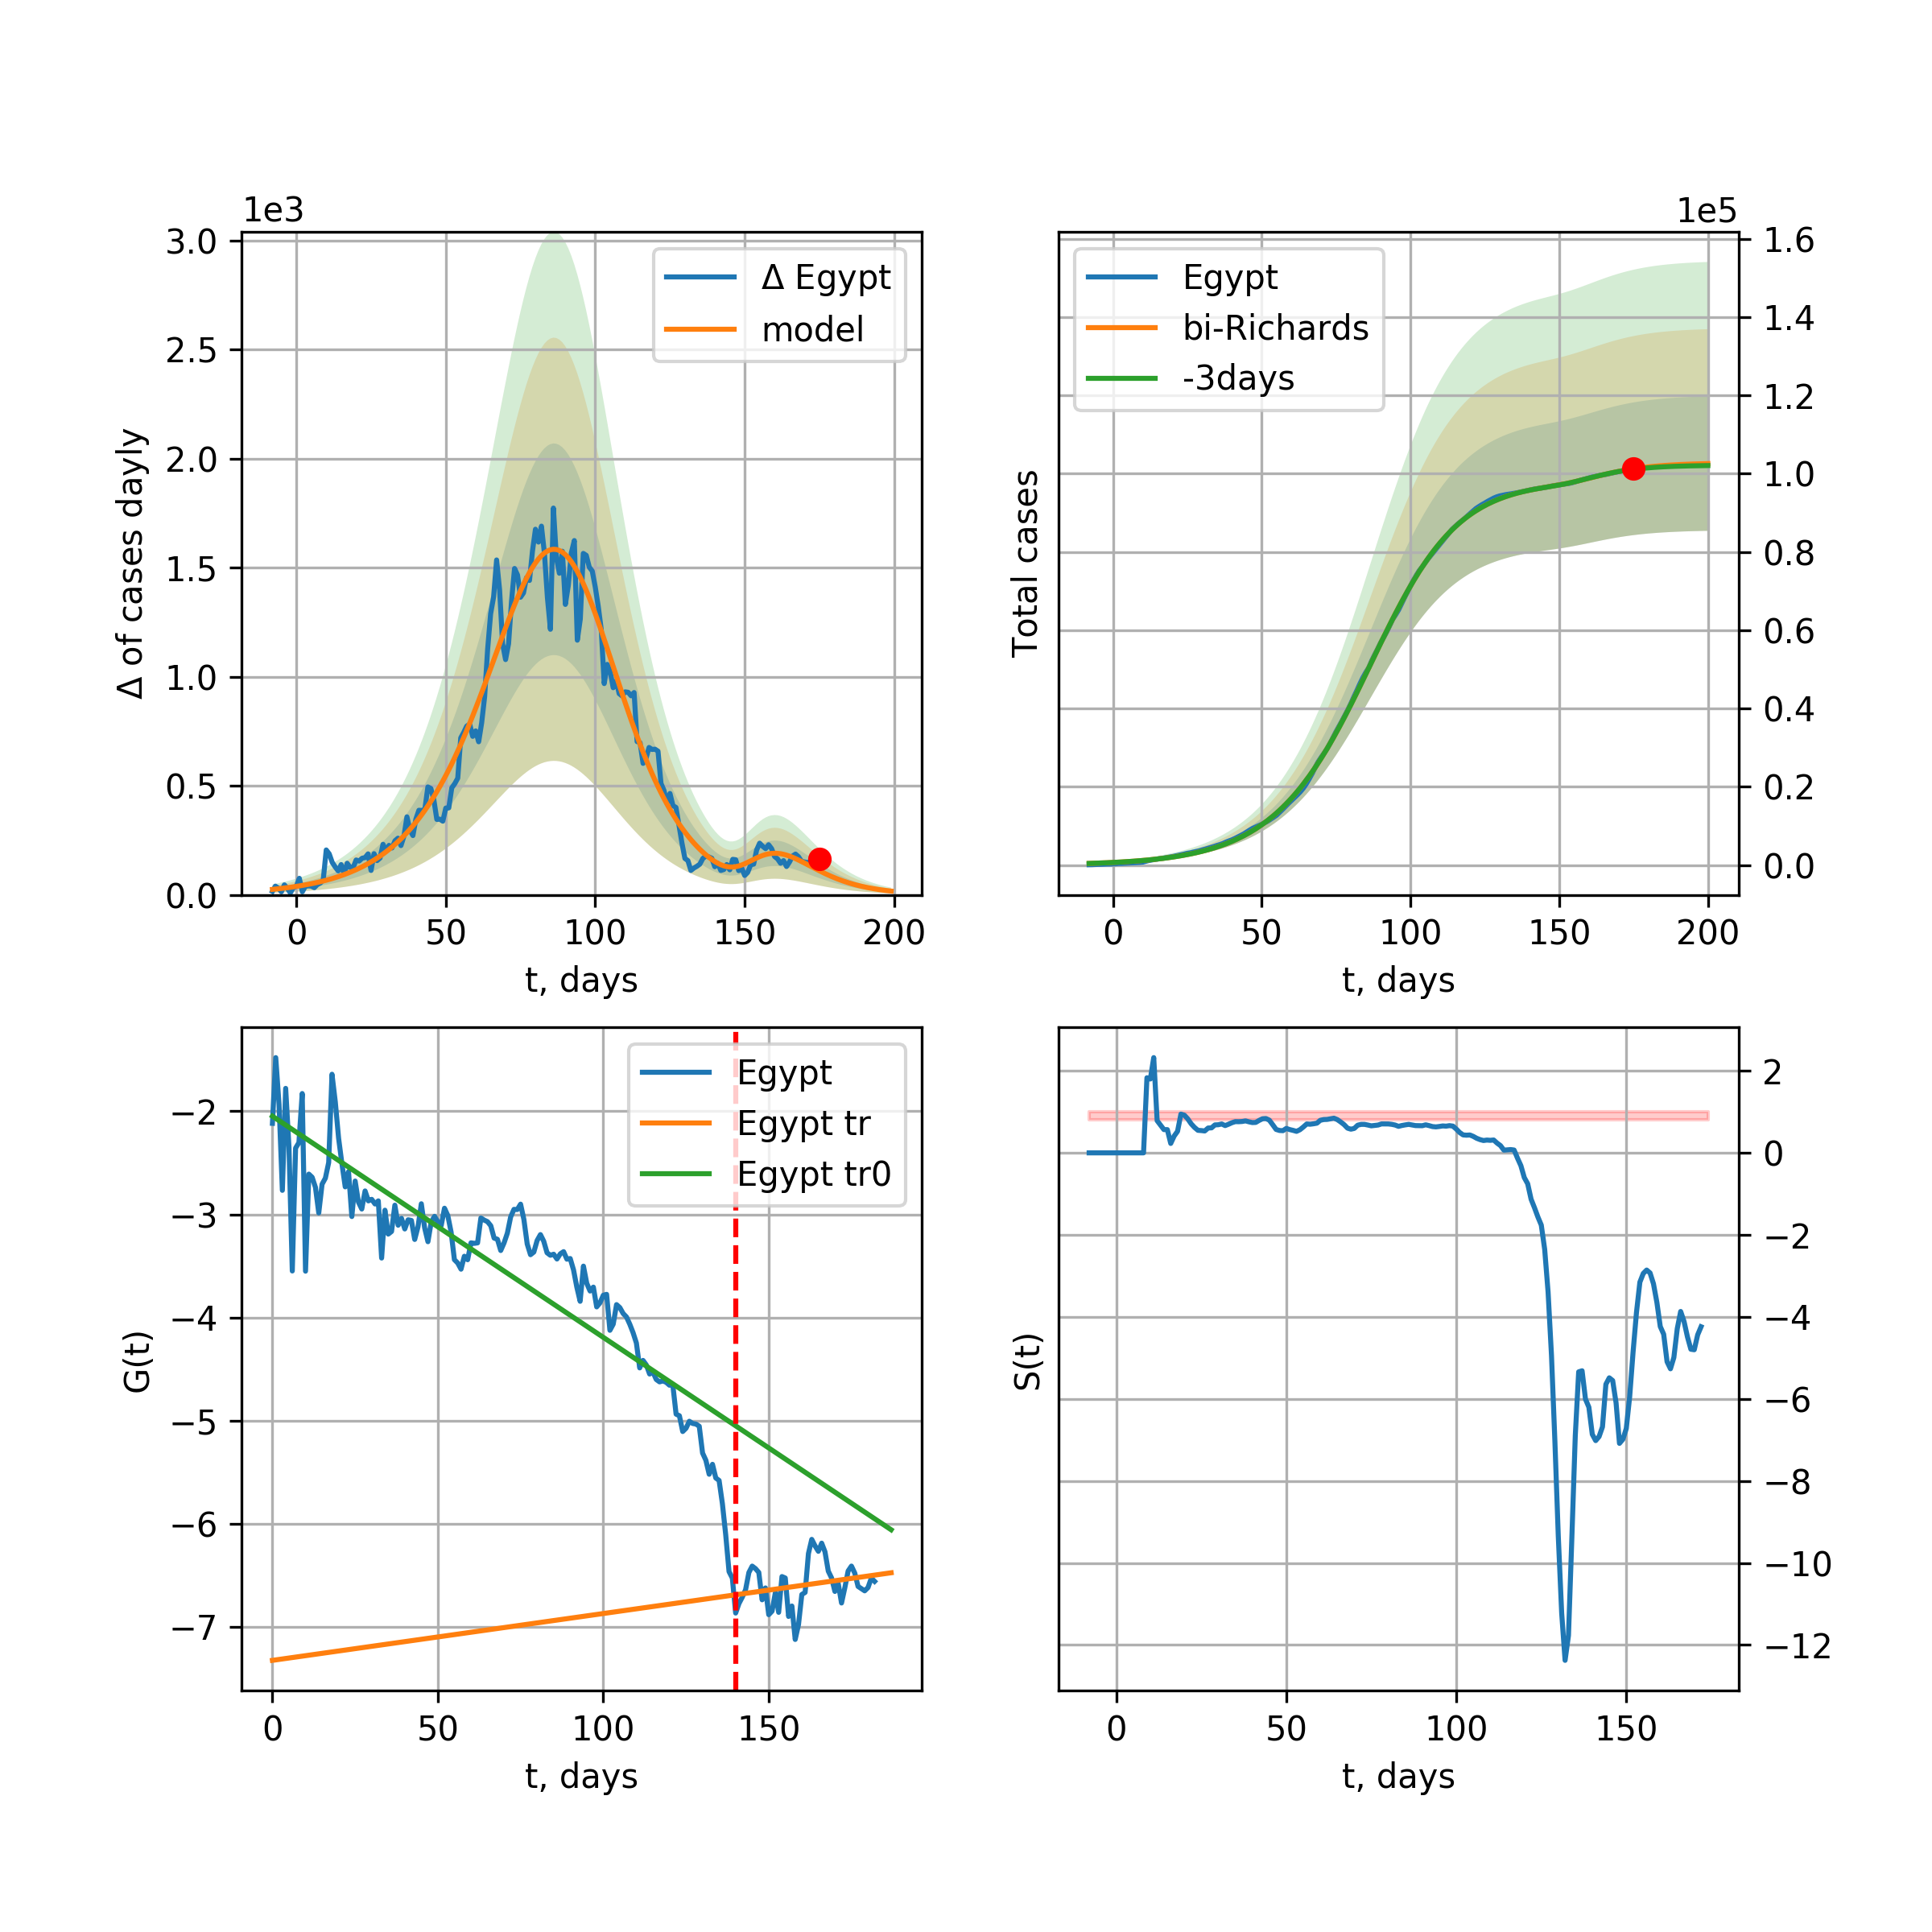 1e3
3.0
2.5
2.0
1.5
1.0
0.5
0.0
Δ of cases dayly
Δ Egypt
model
0 50 100 150 200
t, days
1e5
1.6
1.4
1.2
1.0
0.8
0.6
0.4
0.2
0.0
Total cases
Egypt
bi-Richards
-3days
0 50 100 150 200
t, days
−2
−3
−4
−5
−6
−7
G(t)
Egypt
Egypt tr
Egypt tr0
0 50 100 150
t, days
2
0
−2
−4
−6
−8
−10
−12
S(t)
0 50 100 150
t, days